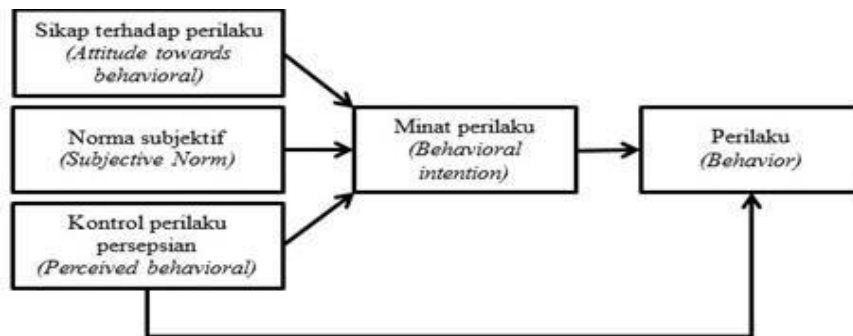 Sikap terhadap perilaku
(Attitude towards
behavioral)
Norma subjektif
(Subjective Norm)
Kontrol perilaku
persepsian
(Perceived behavioral)
Minat perilaku
(Behavioral
intention)
Perilaku
(Behavior)